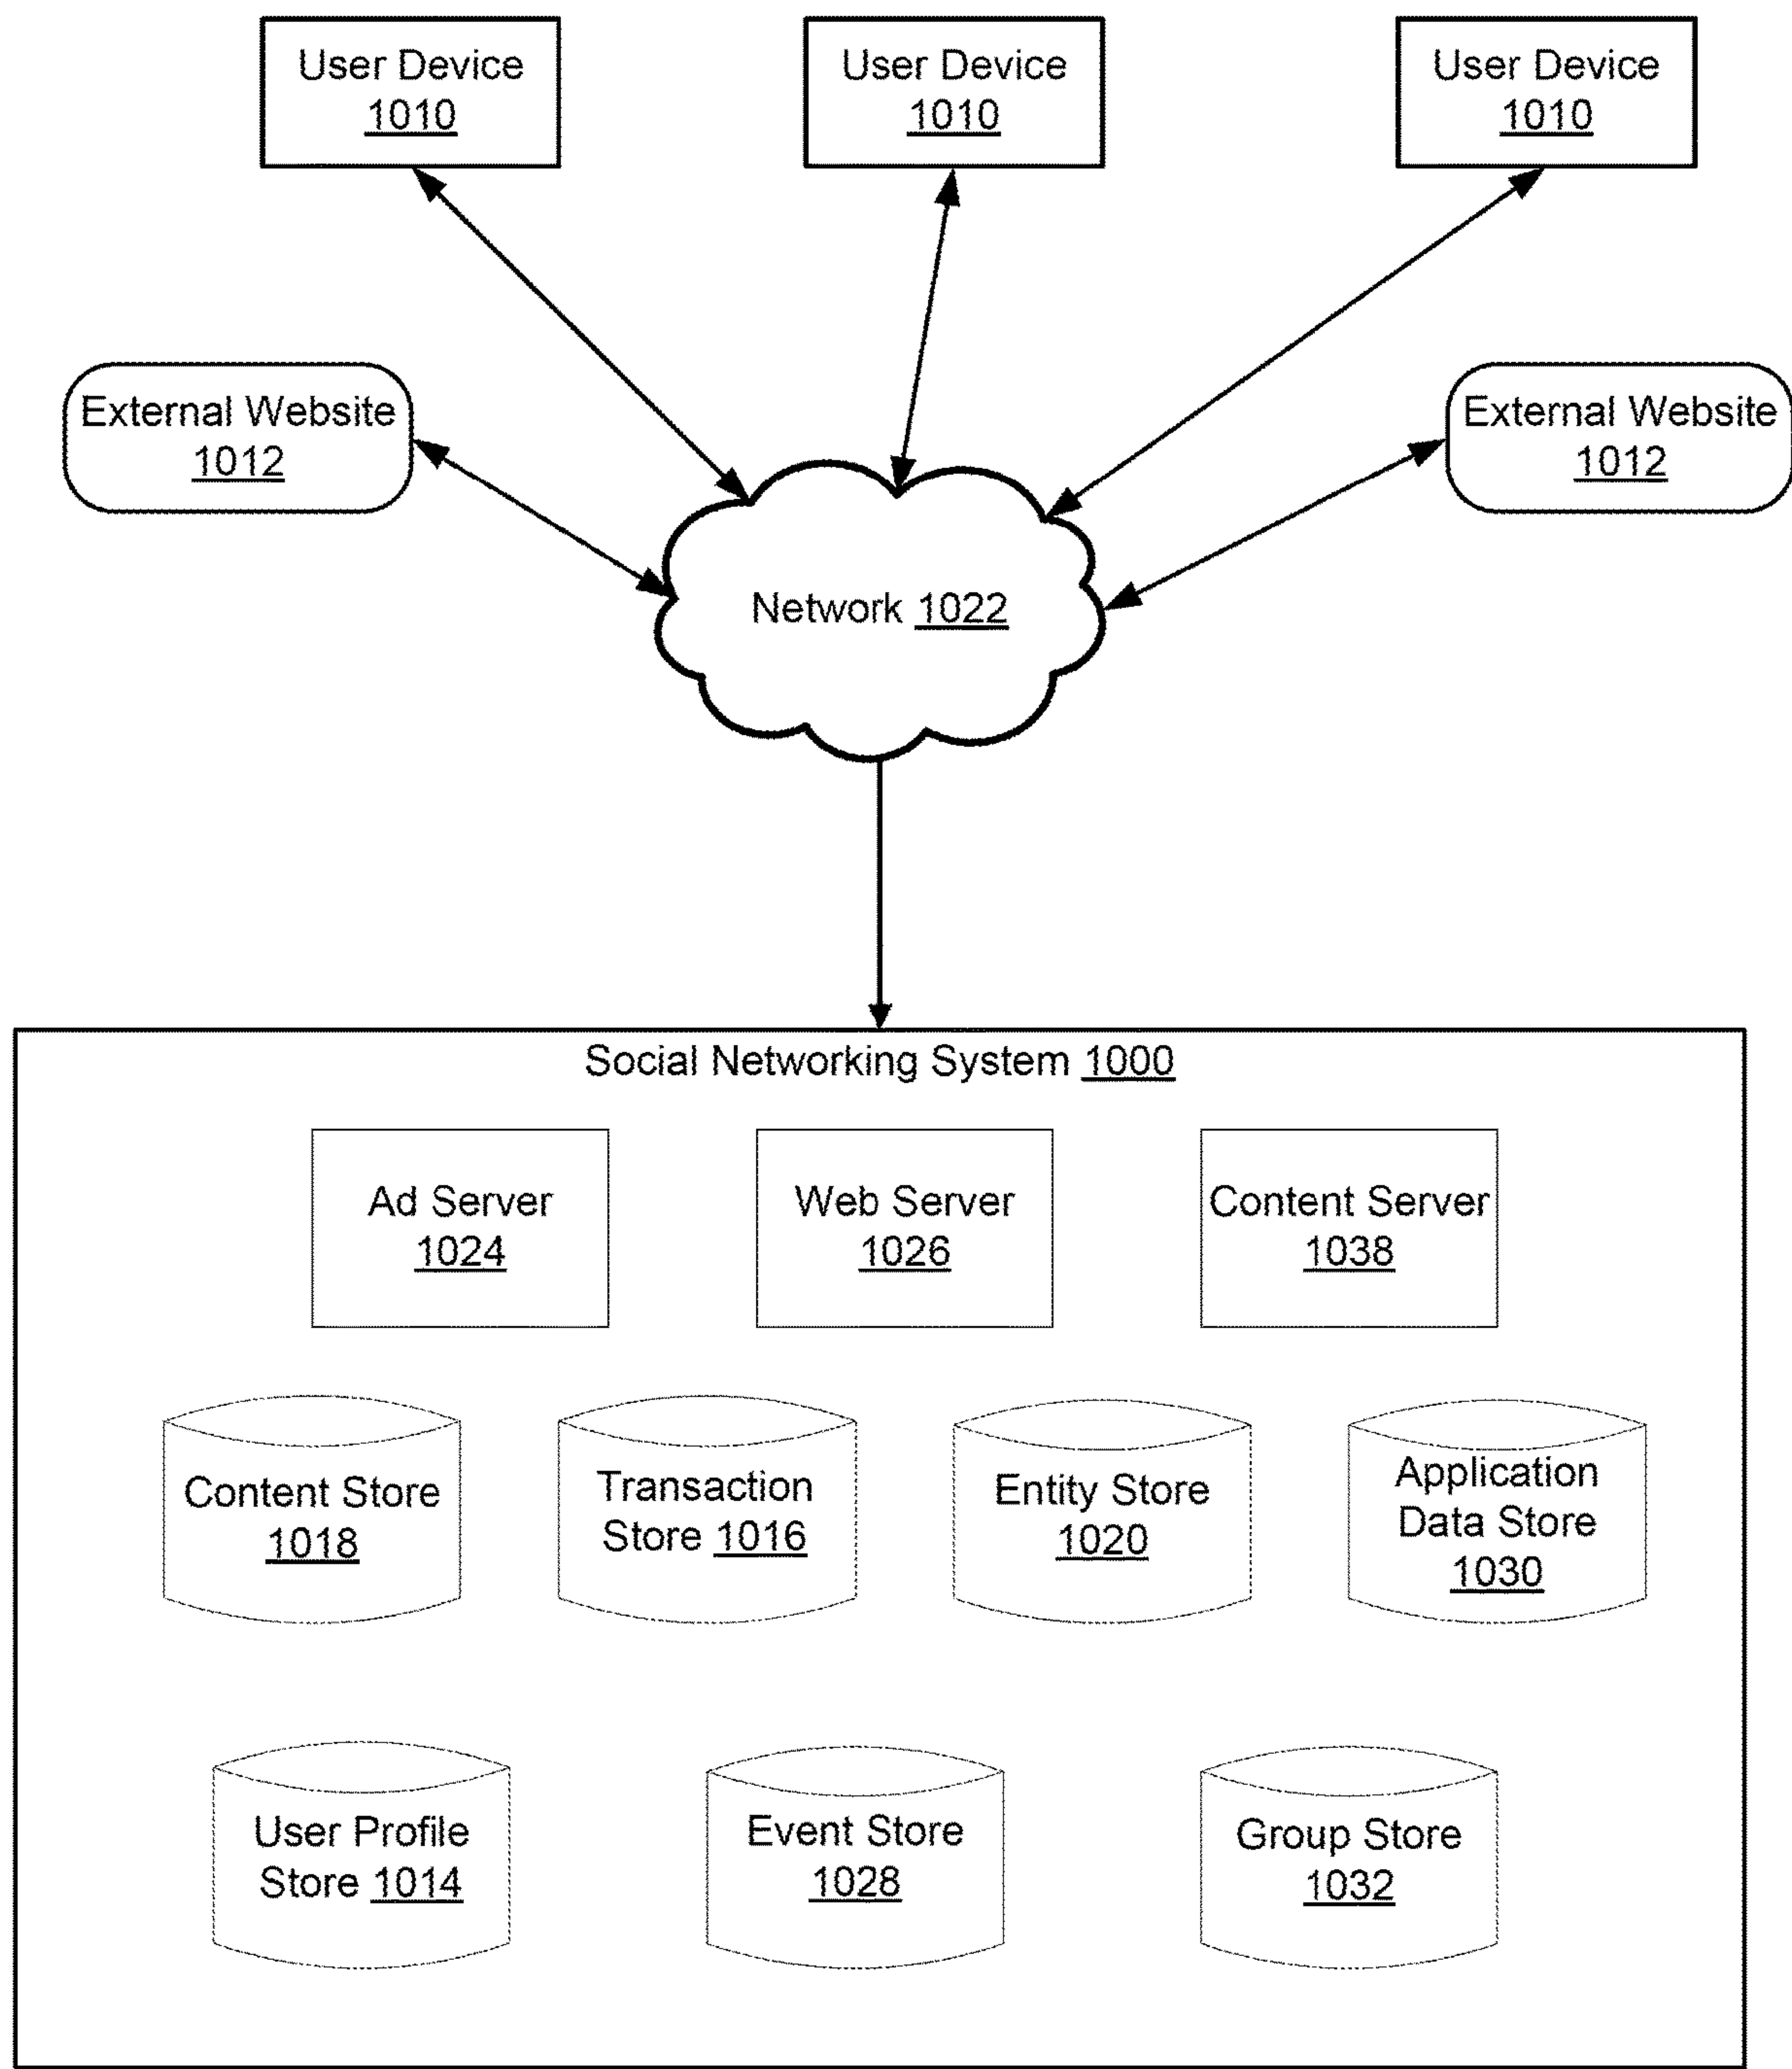 User Device
1010
User Device
1010
User Device
1010
External Website
1012
External Website
1012
Network 1022
Social Networking System 1000
Ad Server
1024
Web Server
1026
Content Server
1038
Content Store
1018
Transaction
Store 1016
Entity Store
1020
Application
Data Store
1030
User Profile
Store 1014
Event Store
1028
Group Store
1032